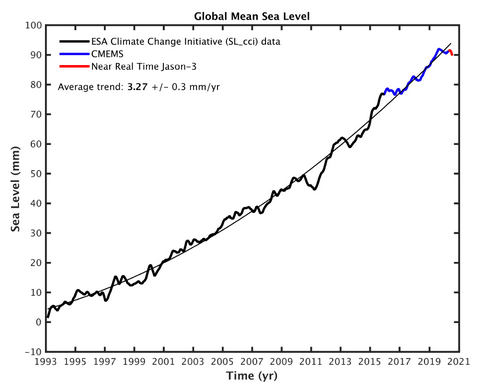 Global Mean Sea Level
100
90
80
70
60
50
40
30
20
10
0
-10
Sea Level (mm)
ESA Climate Change Initiative (SL_cci) data
CMEMS
Near Real Time Jason-3
Average trend: 3.27 +/- 0.3 mm/yr
1993 1995 1997 1999 2001 2003 2005 2007 2009 2011 2013 2015 2017 2019 2021
Time (yr)